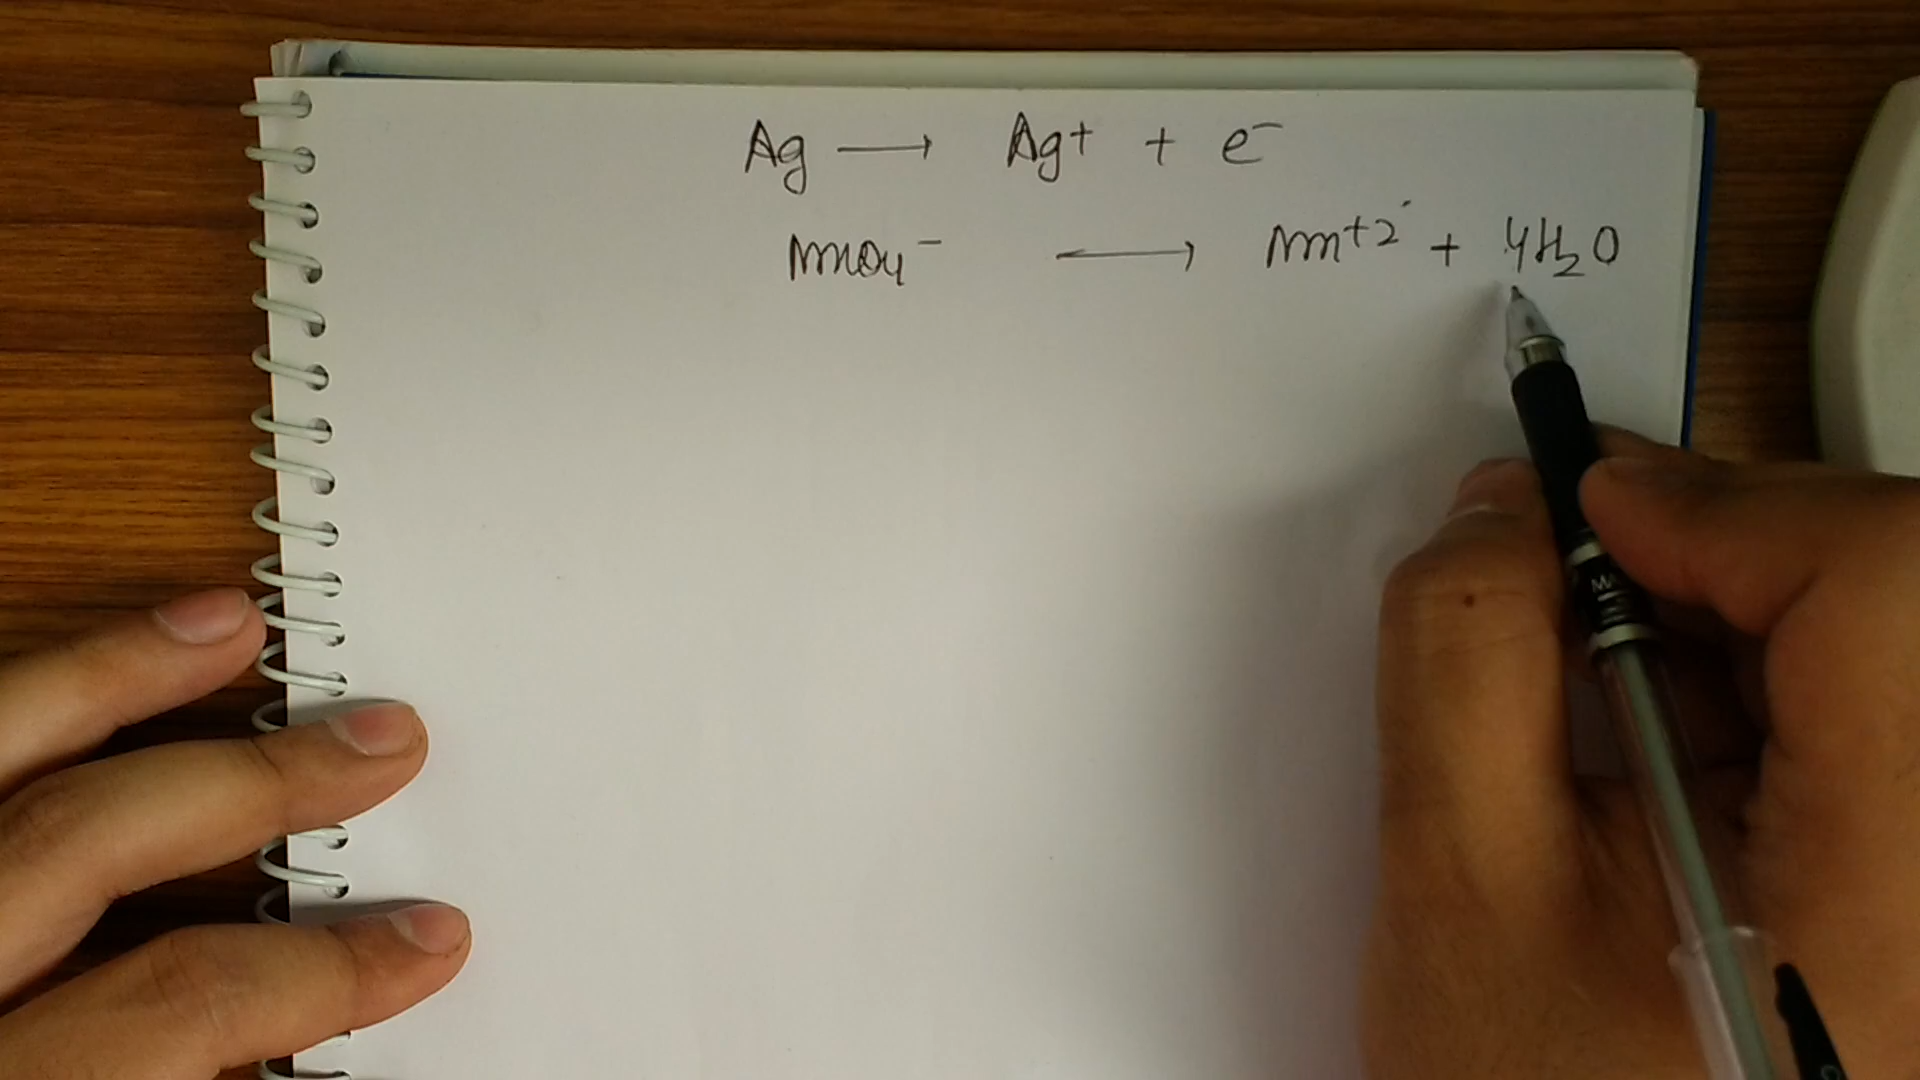 Ag ⟶ Ag+ + e⁻
MnO₄⁻ ⟶ Mn⁺² + 4H₂O